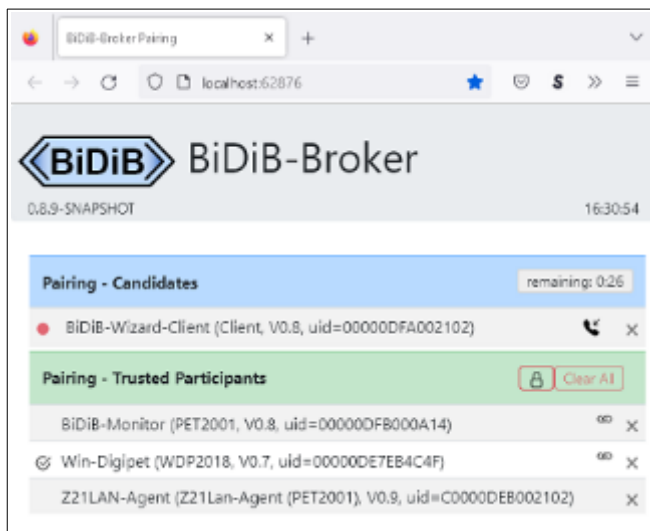 BiDiB-Broker Pairing
localhost:62876
BiDiB BiDiB-Broker
0.8.9-SNAPSHOT 16:30:54
Pairing - Candidates remaining: 0:26
BiDiB-Wizard-Client (Client, V0.8, uid=00000DFA002102)
Pairing - Trusted Participants Clear All
BiDiB-Monitor (PET2001, V0.8, uid=00000DFB000A14)
Win-Digipet (WDP2018, V0.7, uid=00000DE7EB4C4F)
Z21LAN-Agent (Z21Lan-Agent (PET2001), V0.9, uid=C0000DEB002102)